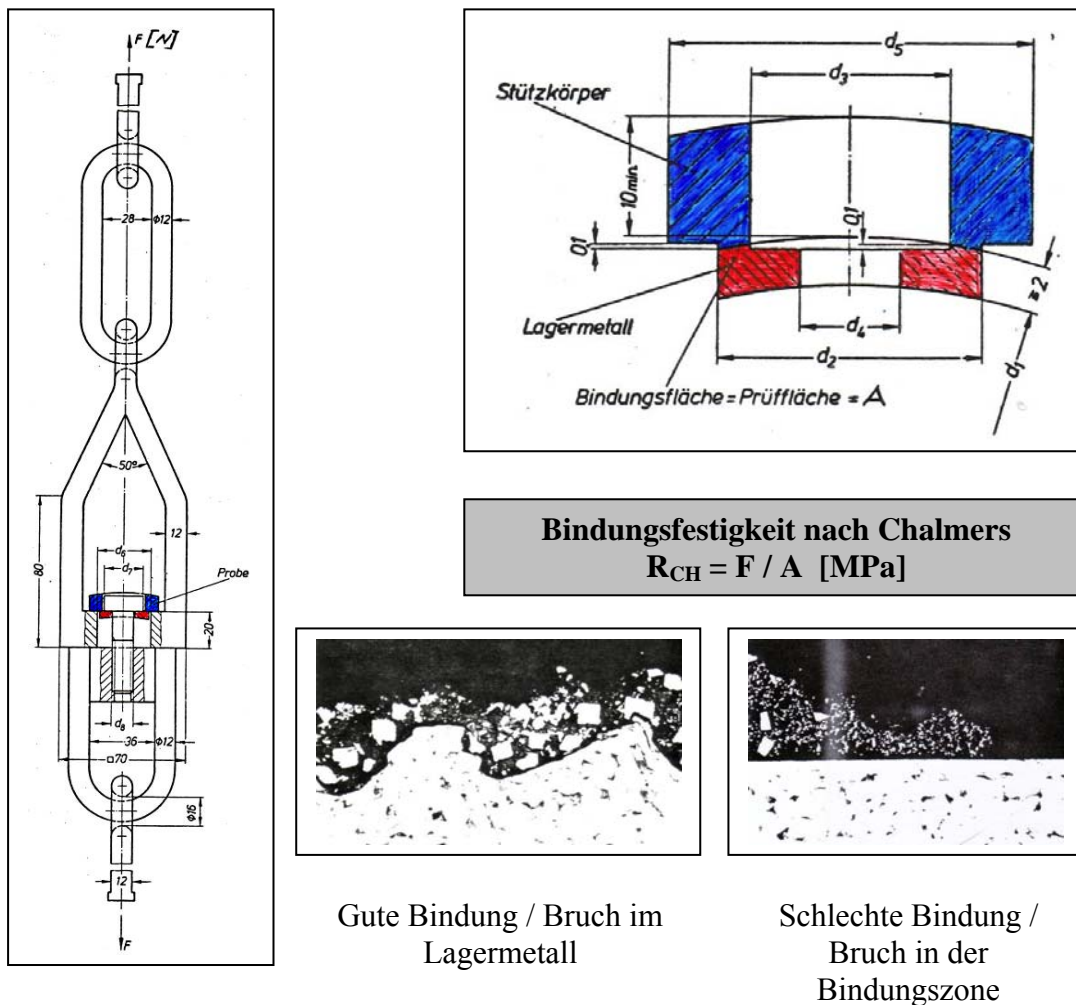 F [N]
28
Φ12
50°
12
80
d6
d7
Probe
20
d8
36
Φ12
□70
Φ16
12
F
d5
d3
Stützkörper
10 min.
0,1
0,1
≥ 2
Lagermetall
d4
d2
d1
Bindungsfläche = Prüffläche = A
Bindungsfestigkeit nach Chalmers
RCH = F / A [MPa]
Gute Bindung / Bruch im
Lagermetall
Schlechte Bindung /
Bruch in der
Bindungszone